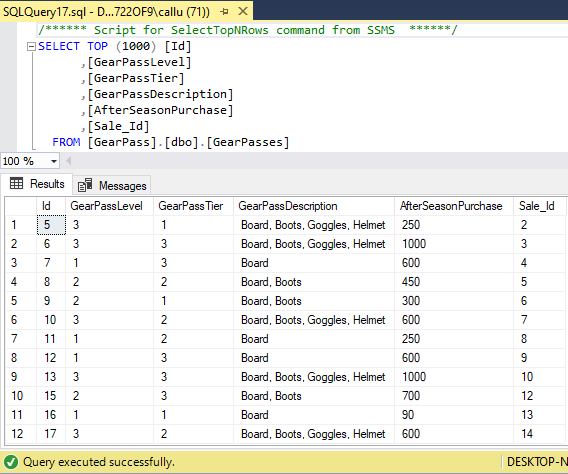 SQLQuery17.sql - D...722OF9\callu (71))
/****** Script for SelectTopNRows command from SSMS ******/
SELECT TOP (1000) [Id]
,[GearPassLevel]
,[GearPassTier]
,[GearPassDescription]
,[AfterSeasonPurchase]
,[Sale_Id]
FROM [GearPass].[dbo].[GearPasses]
100 %
Results Messages
Id GearPassLevel GearPassTier GearPassDescription AfterSeasonPurchase Sale_Id
1 5 3 1 Board, Boots, Goggles, Helmet 250 2
2 6 3 3 Board, Boots, Goggles, Helmet 1000 3
3 7 1 3 Board 600 4
4 8 2 2 Board, Boots 450 5
5 9 2 1 Board, Boots 300 6
6 10 3 2 Board, Boots, Goggles, Helmet 600 7
7 11 1 2 Board 250 8
8 12 1 3 Board 600 9
9 13 3 3 Board, Boots, Goggles, Helmet 1000 10
10 15 2 3 Board, Boots 700 12
11 16 1 1 Board 90 13
12 17 3 2 Board, Boots, Goggles, Helmet 600 14
Query executed successfully. DESKTOP-N